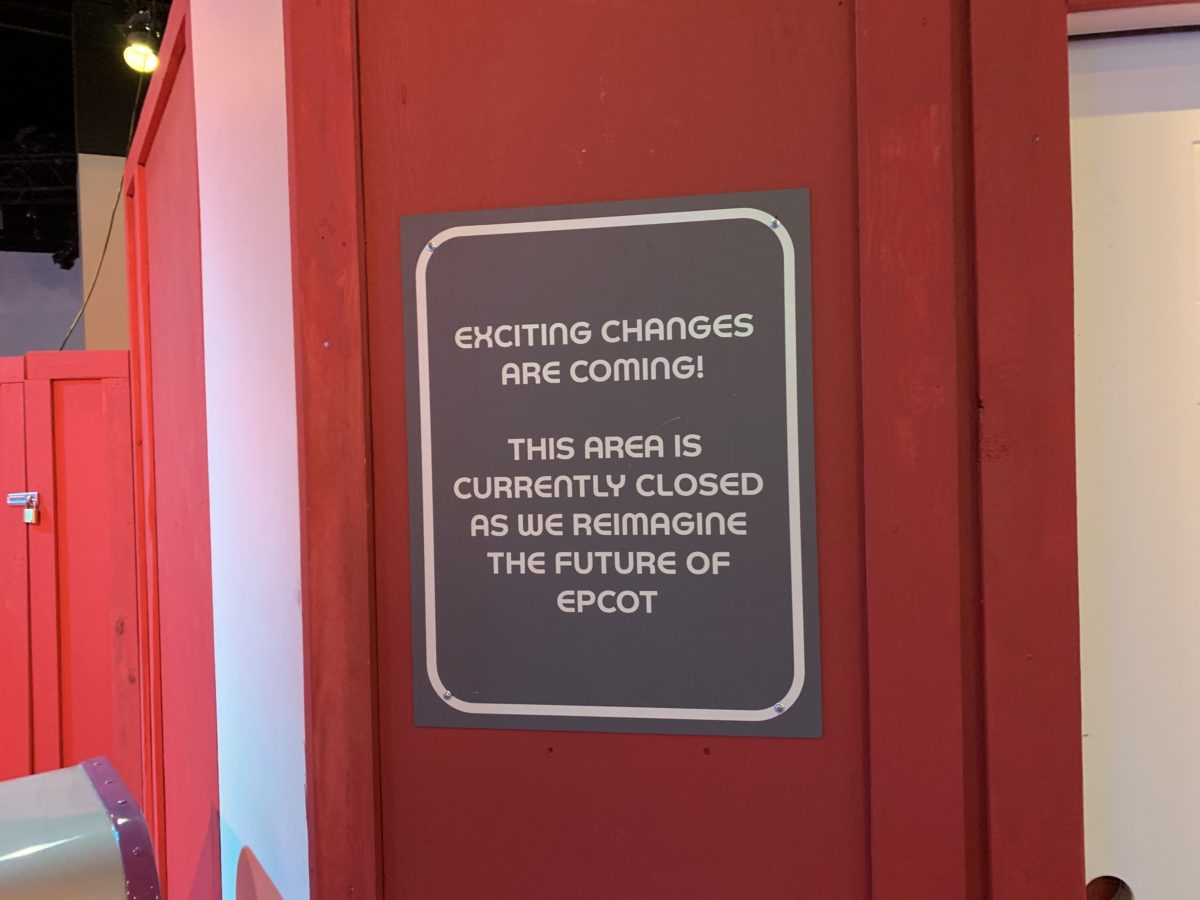 EXCITING CHANGES
ARE COMING!
THIS AREA IS
CURRENTLY CLOSED
AS WE REIMAGINE
THE FUTURE OF
EPCOT